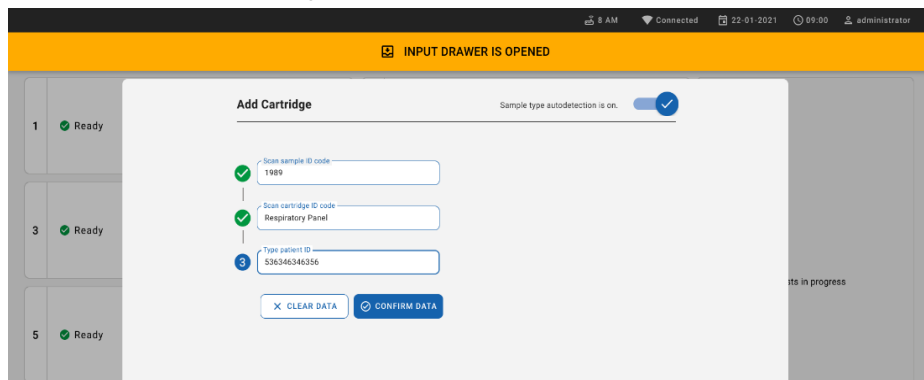 8 AM Connected 22-01-2021 09:00 administrator
INPUT DRAWER IS OPENED
Add Cartridge
Sample type autodetection is on.
1 Ready
Scan sample ID code
1989
Scan cartridge ID code
Respiratory Panel
3 Ready
Type patient ID
3 536346346356
in progress
CLEAR DATA
CONFIRM DATA
5 Ready